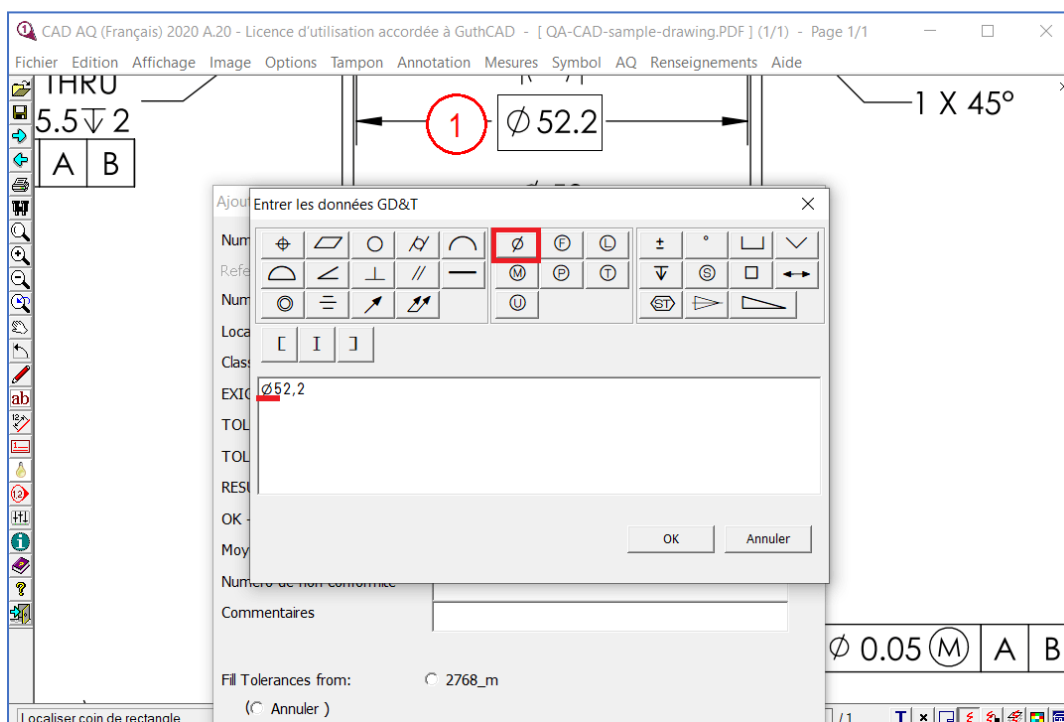 CAD AQ (Français) 2020 A.20 - Licence d'utilisation accordée à GuthCAD - [ QA-CAD-sample-drawing.PDF ] (1/1) - Page 1/1
Fichier Edition Affichage Image Options Tampon Annotation Mesures Symbol AQ Renseignements Aide
THRU
5.5↧2
A B
1
Ø 52.2
1 X 45°
Entrer les données GD&T
Ajou
Num
Refe
Num
Loca
Class
EXIG
TOL
TOL
RESU
OK -
Moy
[ I ]
Ø52,2
OK Annuler
Numéro de non conformité
Commentaires
Fill Tolerances from: 2768_m
( Annuler )
Ø 0.05 Ⓜ A B
Localiser coin de rectangle
/ 1